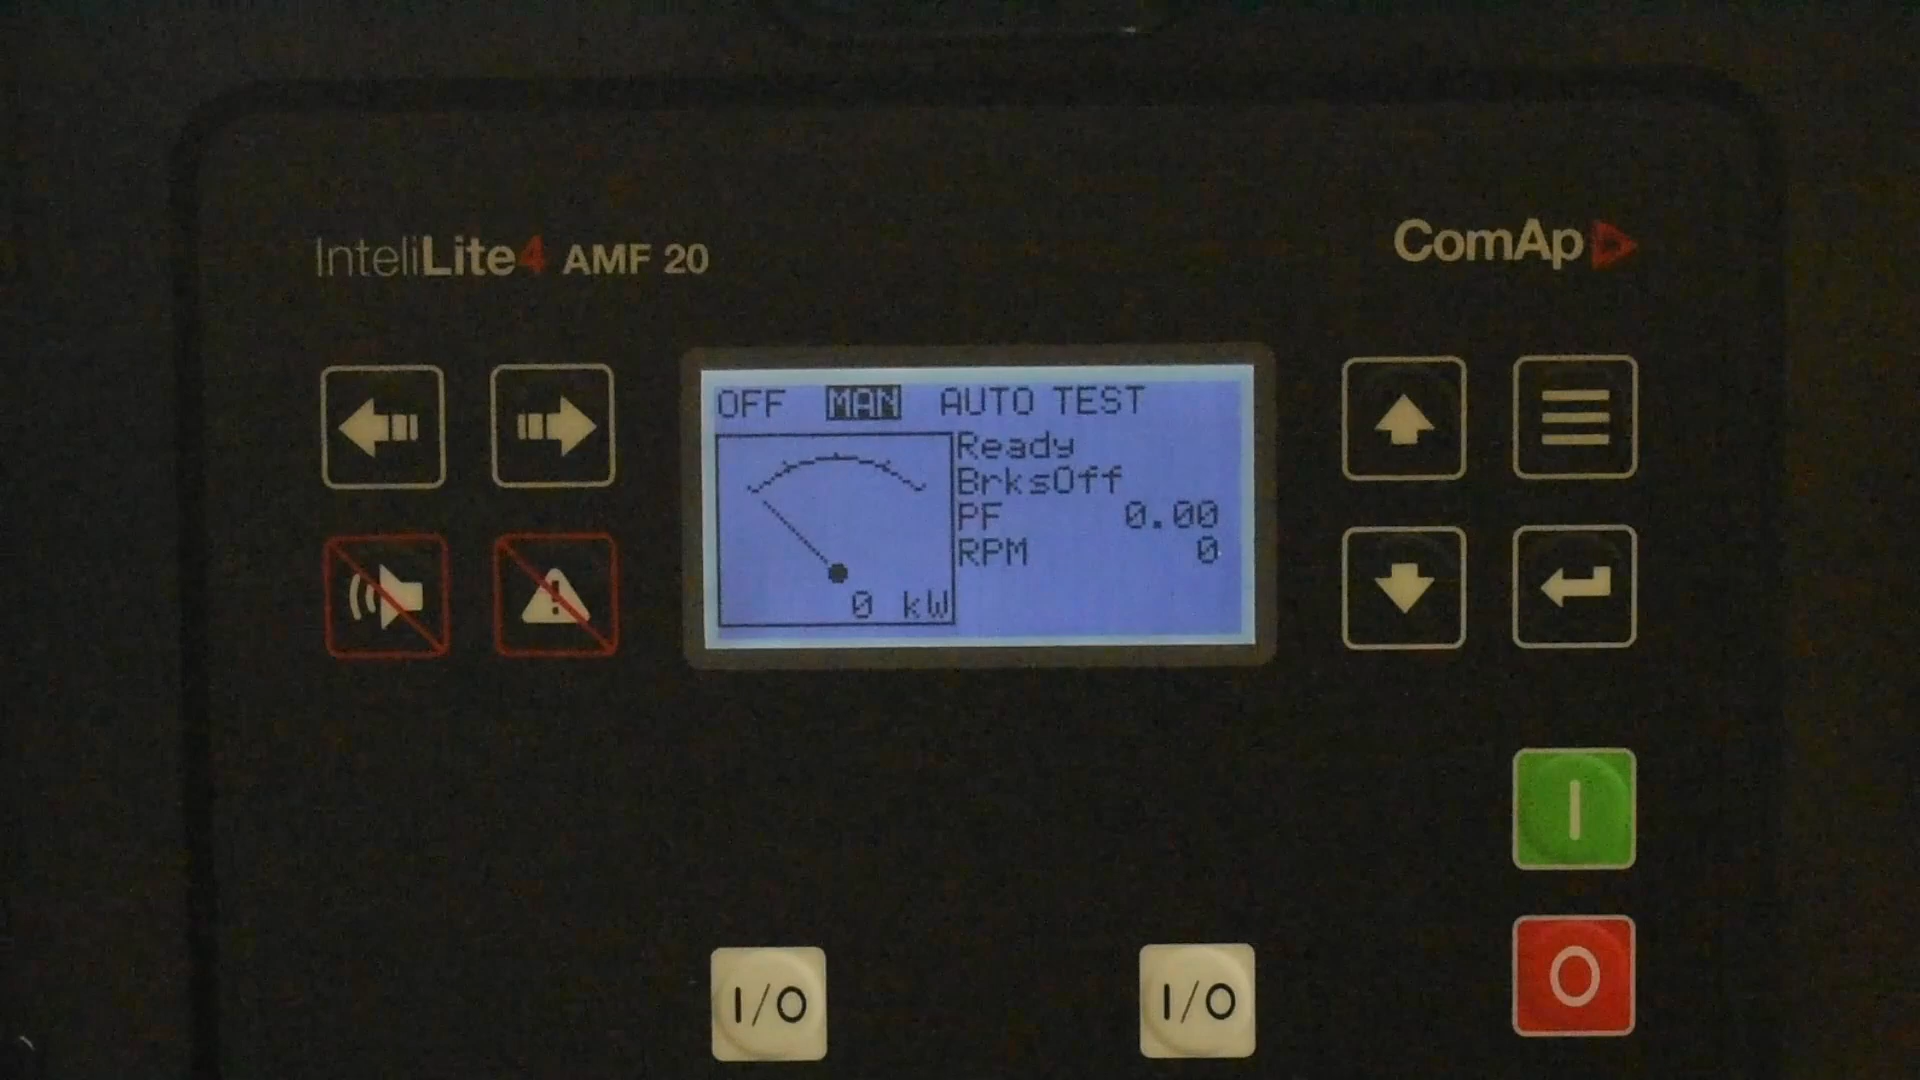 InteliLite4 AMF 20
ComAp
OFF MAN AUTO TEST
Ready
BrksOff
PF 0.00
RPM 0
0 kW
I
I/O
I/O
O